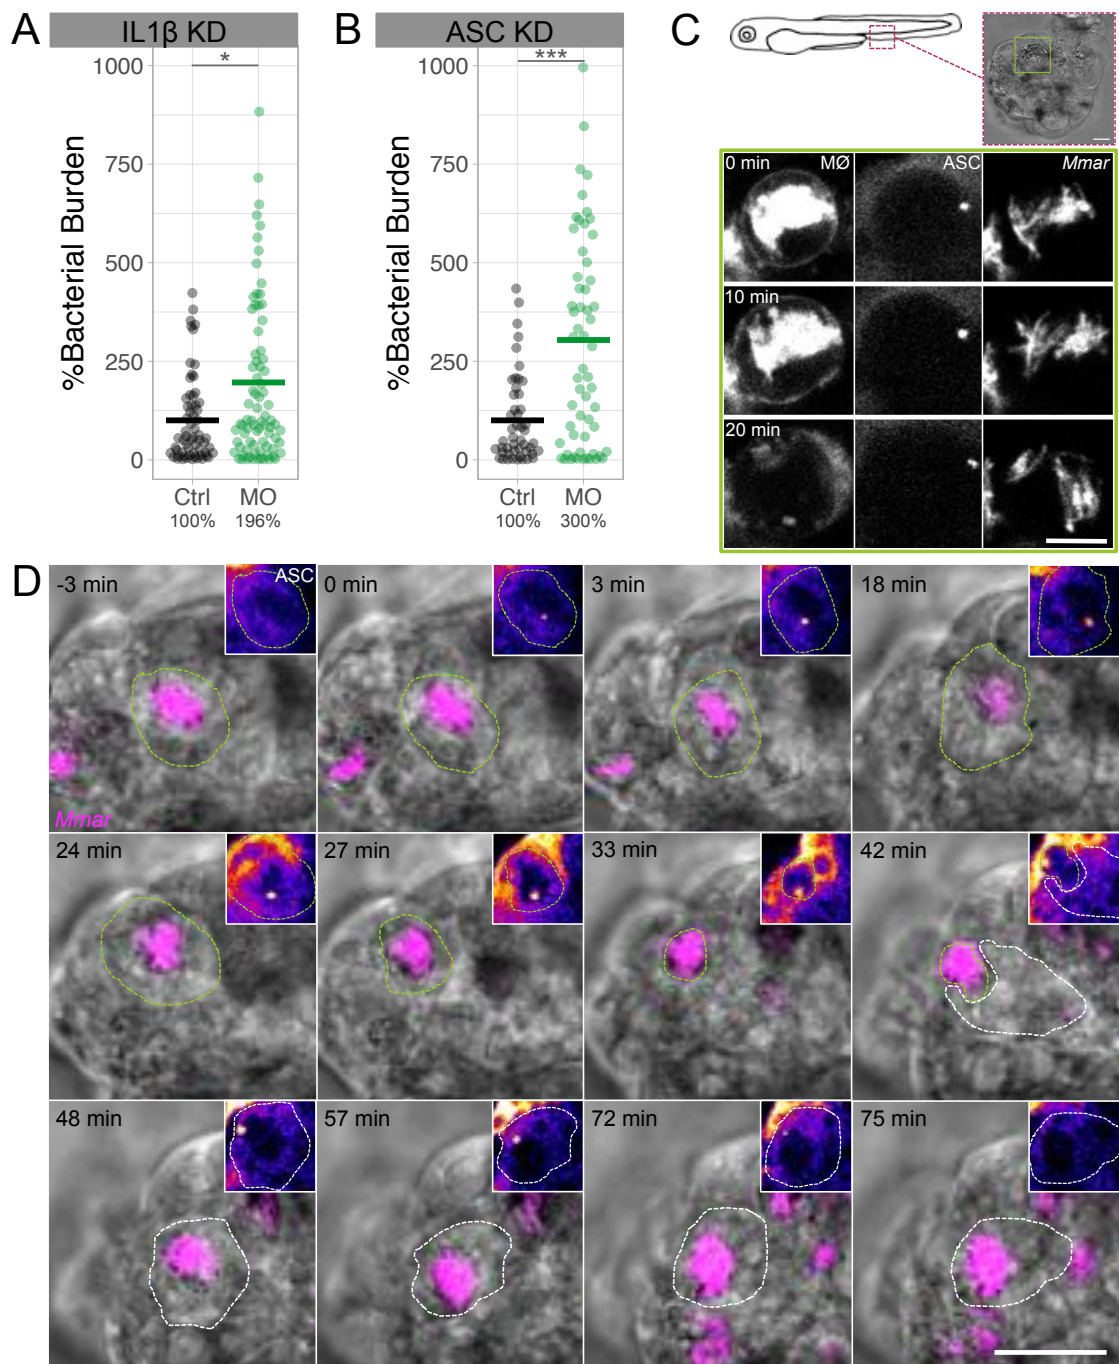 A
IL1β KD
*
1000
750
500
250
0
%Bacterial Burden
Ctrl
MO
100%
196%
B
ASC KD
***
1000
750
500
250
0
%Bacterial Burden
Ctrl
MO
100%
300%
C
0 min
MØ
ASC
Mmar
10 min
20 min
D
-3 min
ASC
Mmar
0 min
3 min
18 min
24 min
27 min
33 min
42 min
48 min
57 min
72 min
75 min